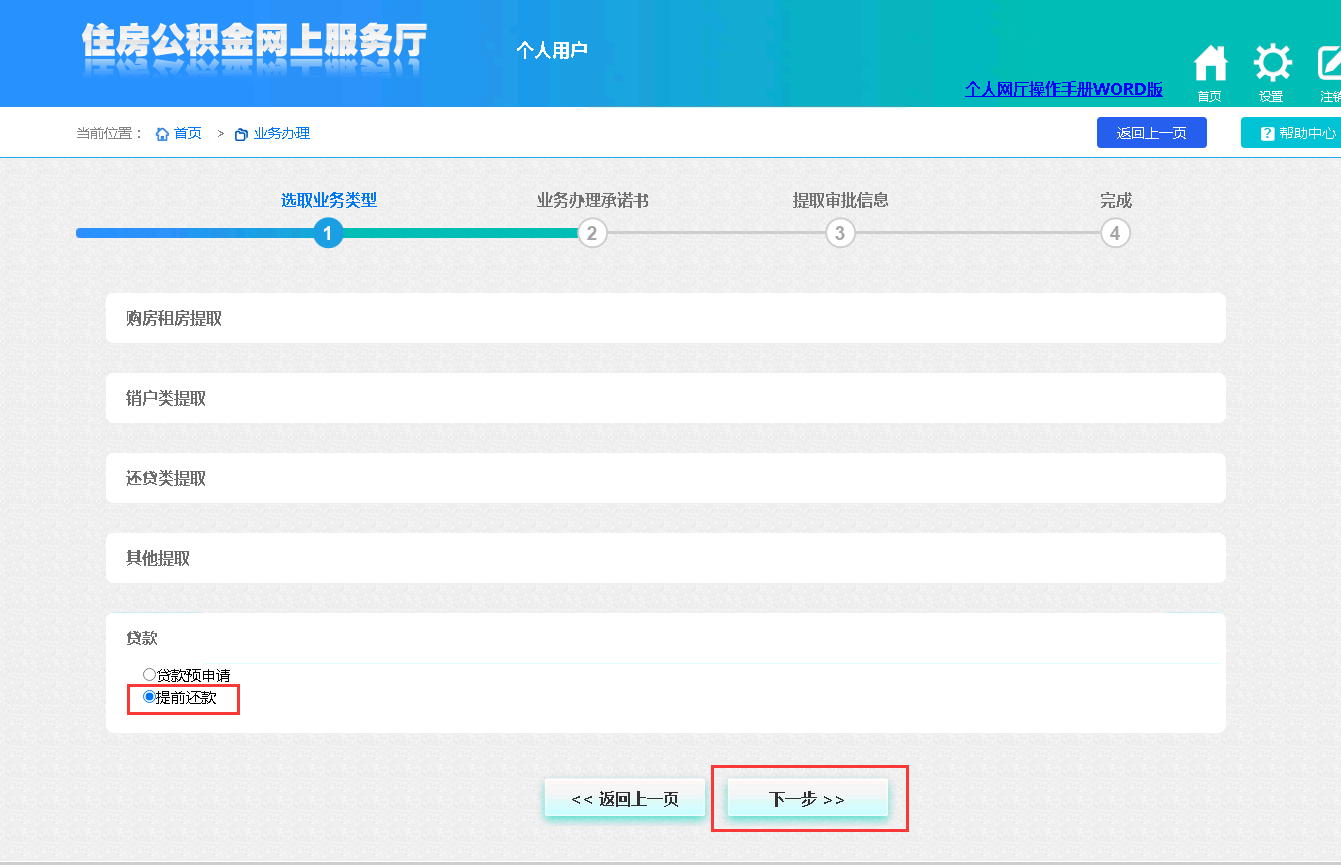 住房公积金网上服务厅
个人用户
个人网厅操作手册WORD版
首页
设置
注销
当前位置： 首页 > 业务办理
返回上一页
帮助中心
选取业务类型
业务办理承诺书
提取审批信息
完成
1
2
3
4
购房租房提取
销户类提取
还贷类提取
其他提取
贷款
贷款预申请
提前还款
<< 返回上一页
下一步 >>